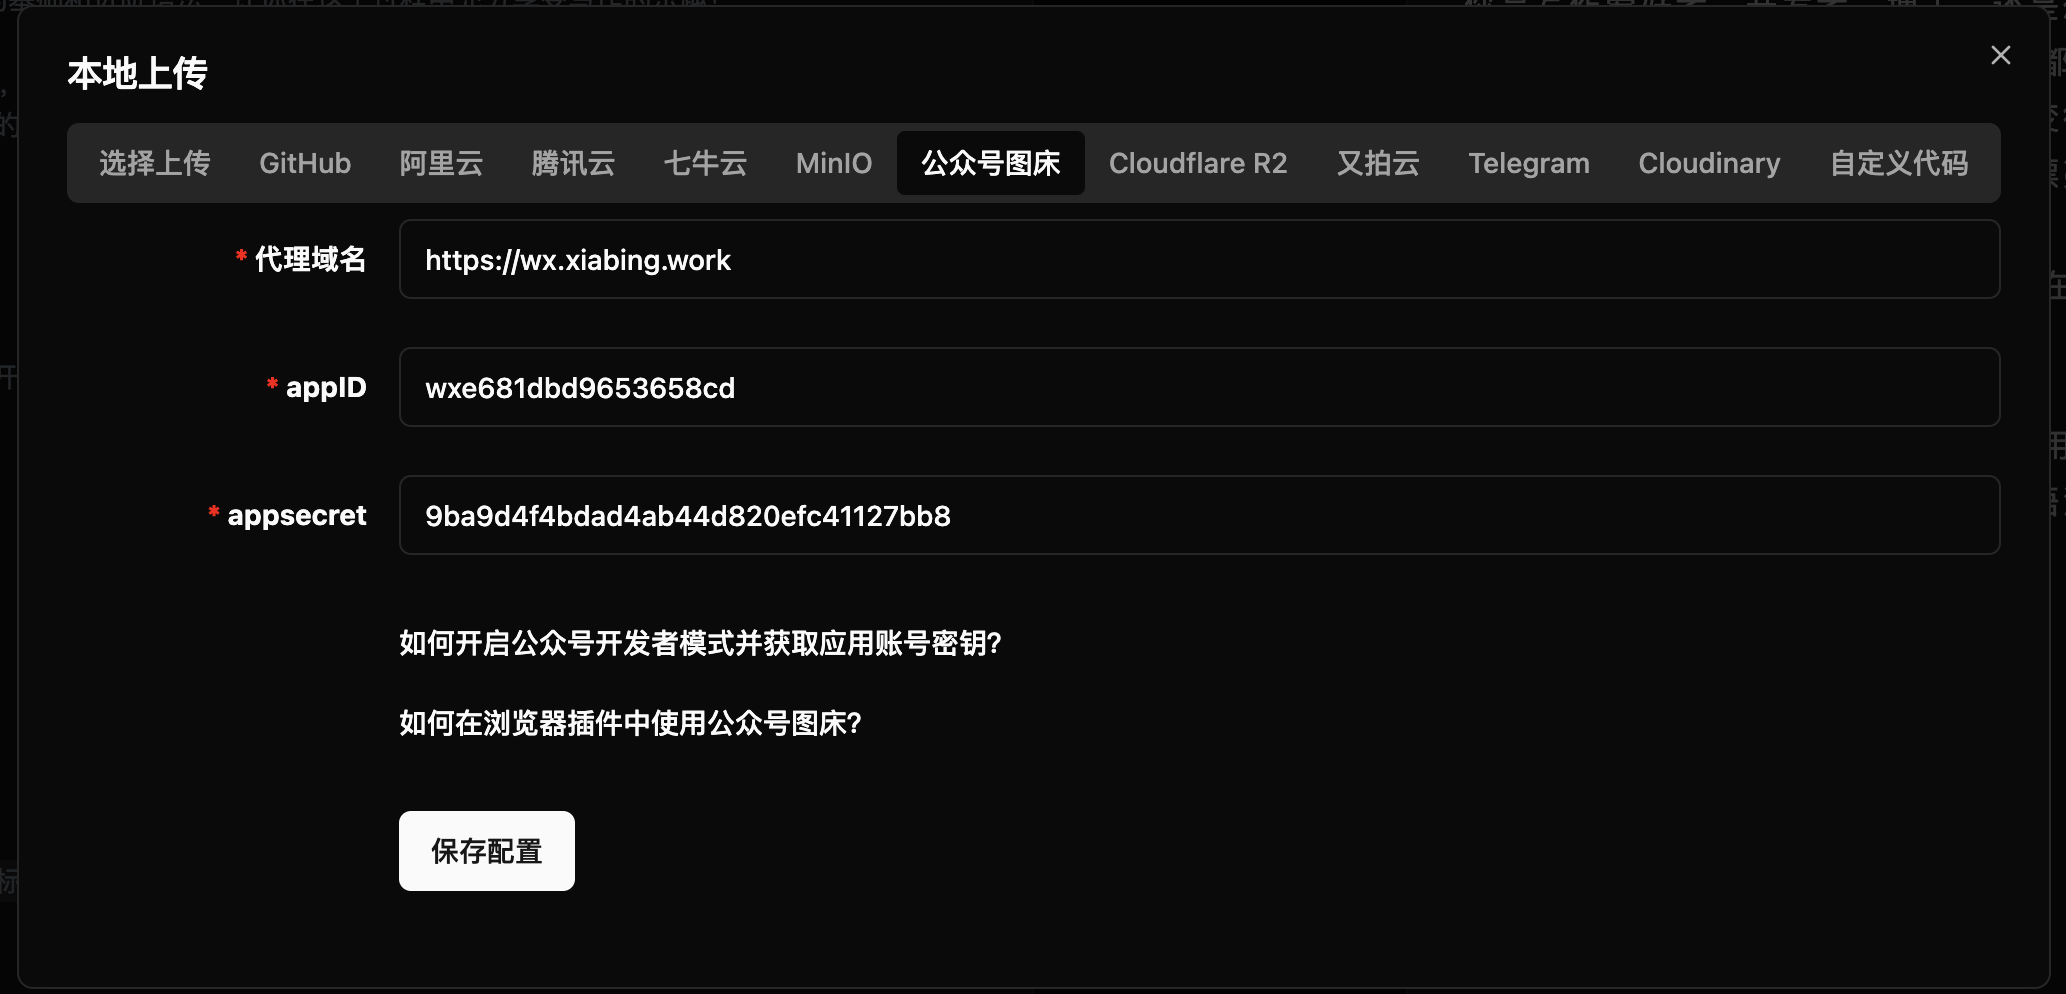 本地上传
选择上传 GitHub 阿里云 腾讯云 七牛云 MinIO 公众号图床 Cloudflare R2 又拍云 Telegram Cloudinary 自定义代码
* 代理域名 https://wx.xiabing.work
* appID wxe681dbd9653658cd
* appsecret 9ba9d4f4bdad4ab44d820efc41127bb8
如何开启公众号开发者模式并获取应用账号密钥?
如何在浏览器插件中使用公众号图床?
保存配置